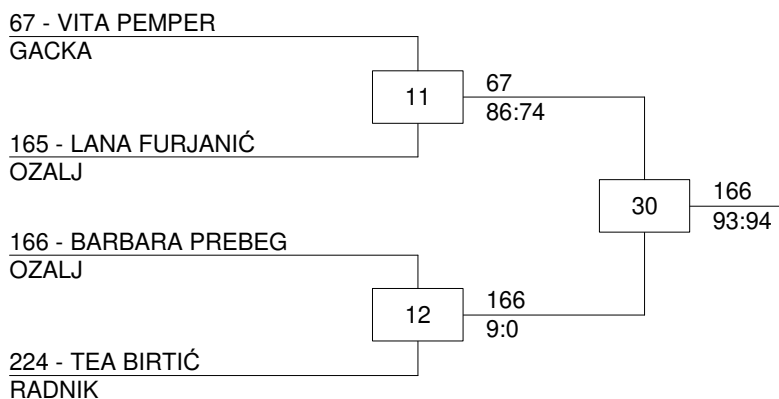 67 - VITA PEMPER
GACKA
11
67
86:74
165 - LANA FURJANIĆ
OZALJ
30
166
93:94
166 - BARBARA PREBEG
OZALJ
12
166
9:0
224 - TEA BIRTIĆ
RADNIK